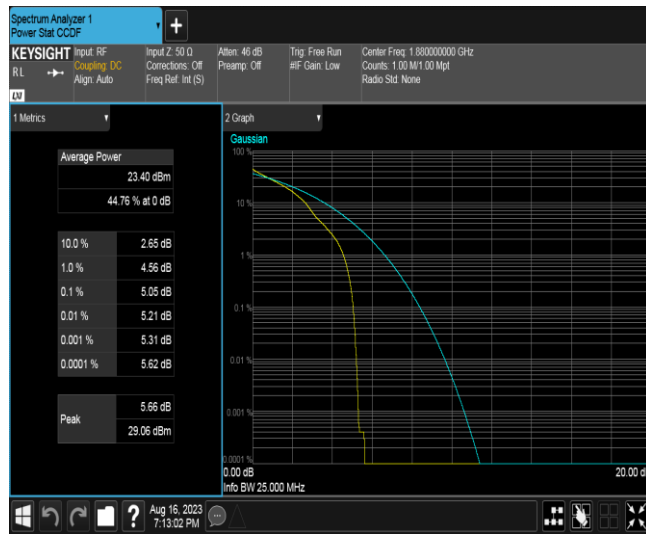 Spectrum Analyzer 1
Power Stat CCDF
+
KEYSIGHT
RL
LXI
Input: RF
Coupling: DC
Align: Auto
Input Z: 50 Ω
Corrections: Off
Freq Ref: Int (S)
Atten: 46 dB
Preamp: Off
Trig: Free Run
#IF Gain: Low
Center Freq: 1.880000000 GHz
Counts: 1.00 M/1.00 Mpt
Radio Std: None
1 Metrics
Average Power
23.40 dBm
44.76 % at 0 dB
10.0 % 2.65 dB
1.0 % 4.56 dB
0.1 % 5.05 dB
0.01 % 5.21 dB
0.001 % 5.31 dB
0.0001 % 5.62 dB
Peak
5.66 dB
29.06 dBm
2 Graph
Gaussian
100 %
10 %
1 %
0.1 %
0.01 %
0.001 %
0.0001 %
0.00 dB 20.00 d
Info BW 25.000 MHz
?
Aug 16, 2023
7:13:02 PM